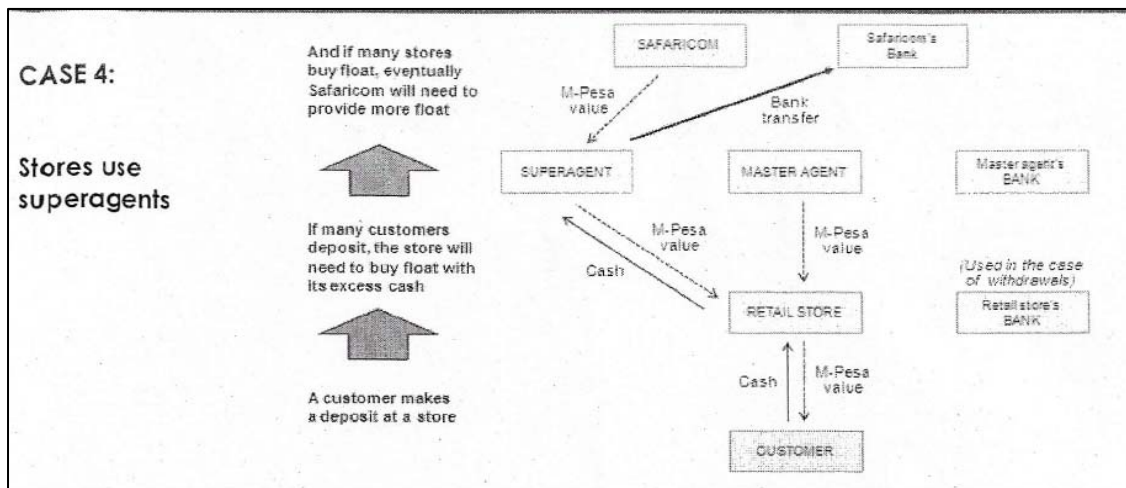 CASE 4:
Stores use
superagents
And if many stores
buy float, eventually
Safaricom will need to
provide more float
If many customers
deposit, the store will
need to buy float with
its excess cash
A customer makes
a deposit at a store
SAFARICOM
Safaricom's
Bank
M-Pesa
value
Bank
transfer
SUPERAGENT
MASTER AGENT
Master agent's
BANK
M-Pesa
value
Cash
M-Pesa
value
(Used in the case
of withdrawals)
RETAIL STORE
Retail store's
BANK
Cash
M-Pesa
value
CUSTOMER